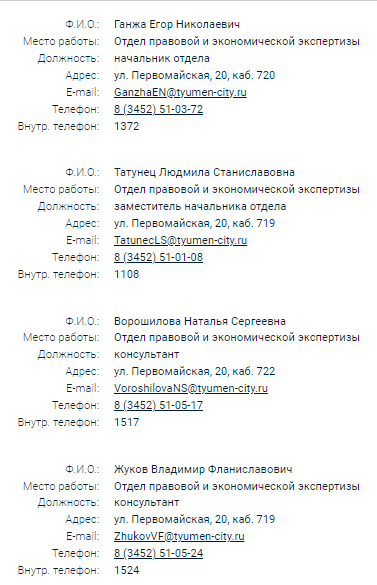 Ф.И.О.: Ганжа Егор Николаевич
Место работы: Отдел правовой и экономической экспертизы
Должность: начальник отдела
Адрес: ул. Первомайская, 20, каб. 720
E-mail: GanzhaEN@tyumen-city.ru
Телефон: 8 (3452) 51-03-72
Внутр. телефон: 1372
Ф.И.О.: Татунец Людмила Станиславовна
Место работы: Отдел правовой и экономической экспертизы
Должность: заместитель начальника отдела
Адрес: ул. Первомайская, 20, каб. 719
E-mail: TatunecLS@tyumen-city.ru
Телефон: 8 (3452) 51-01-08
Внутр. телефон: 1108
Ф.И.О.: Ворошилова Наталья Сергеевна
Место работы: Отдел правовой и экономической экспертизы
Должность: консультант
Адрес: ул. Первомайская, 20, каб. 722
E-mail: VoroshilovaNS@tyumen-city.ru
Телефон: 8 (3452) 51-05-17
Внутр. телефон: 1517
Ф.И.О.: Жуков Владимир Фланиславович
Место работы: Отдел правовой и экономической экспертизы
Должность: консультант
Адрес: ул. Первомайская, 20, каб. 719
E-mail: ZhukovVF@tyumen-city.ru
Телефон: 8 (3452) 51-05-24
Внутр. телефон: 1524